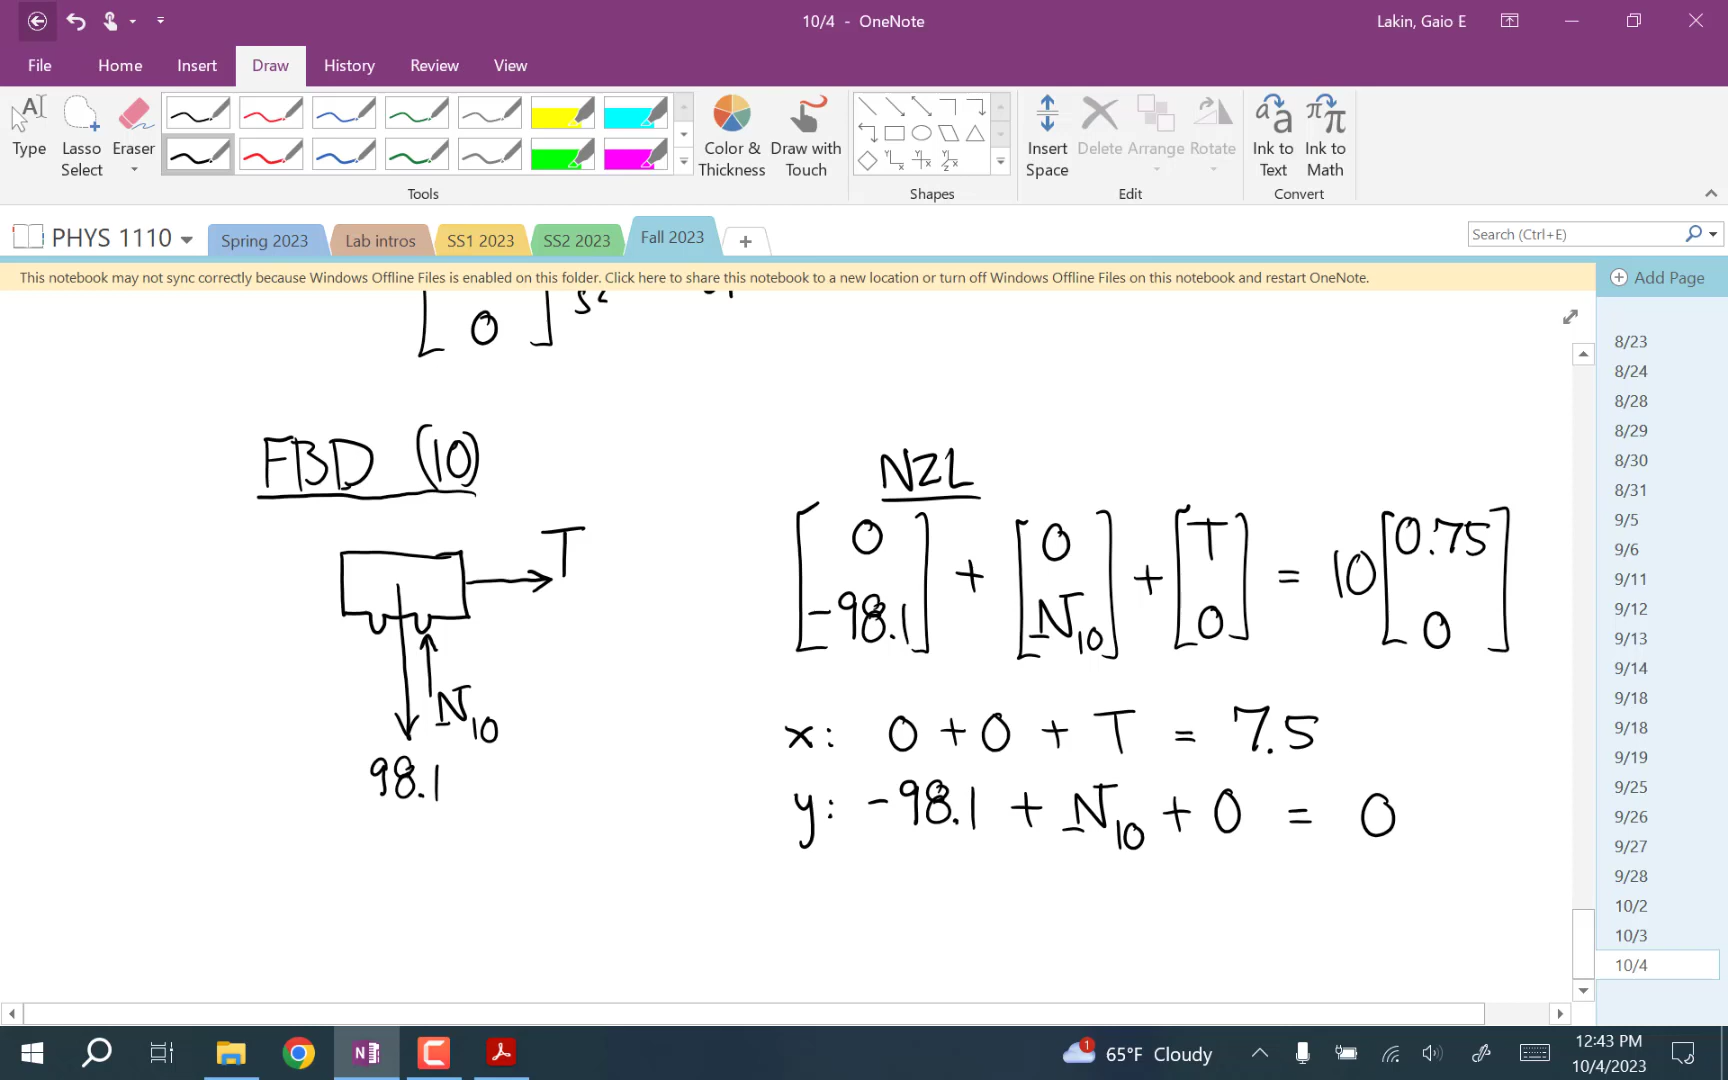 10/4 - OneNote
Lakin, Gaio E
File Home Insert Draw History Review View
Type
Lasso Select
Eraser
Color & Thickness
Draw with Touch
Insert Space
Delete
Arrange
Rotate
Ink to Text
Ink to Math
Tools Shapes Edit Convert
PHYS 1110
Spring 2023 Lab intros SS1 2023 SS2 2023 Fall 2023
Search (Ctrl+E)
This notebook may not sync correctly because Windows Offline Files is enabled on this folder. Click here to share this notebook to a new location or turn off Windows Offline Files on this notebook and restart OneNote.
Add Page
8/23
8/24
8/28
8/29
8/30
8/31
9/5
9/6
9/11
9/12
9/13
9/14
9/18
9/18
9/19
9/25
9/26
9/27
9/28
10/2
10/3
10/4
0
FBD (10)
T
N10
98.1
N2L
[0 -98.1] + [0 N10] + [T 0] = 10 [0.75 0]
x: 0 + 0 + T = 7.5
y: -98.1 + N10 + 0 = 0
1
65°F Cloudy
12:43 PM
10/4/2023